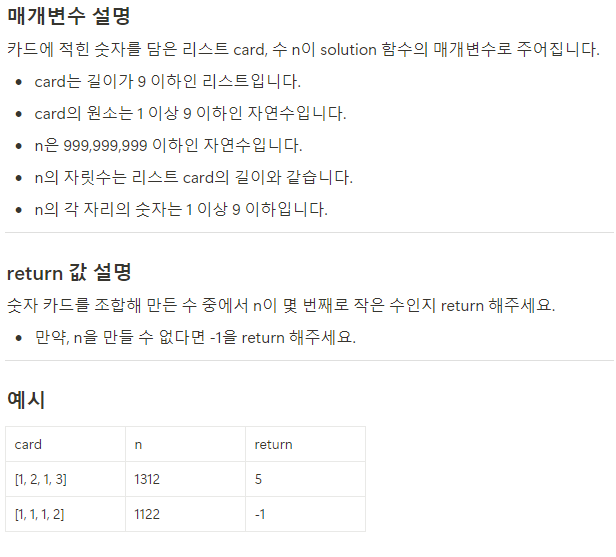 매개변수 설명
카드에 적힌 숫자를 담은 리스트 card, 수 n이 solution 함수의 매개변수로 주어집니다.
• card는 길이가 9 이하인 리스트입니다.
• card의 원소는 1 이상 9 이하인 자연수입니다.
• n은 999,999,999 이하인 자연수입니다.
• n의 자릿수는 리스트 card의 길이와 같습니다.
• n의 각 자리의 숫자는 1 이상 9 이하입니다.
return 값 설명
숫자 카드를 조합해 만든 수 중에서 n이 몇 번째로 작은 수인지 return 해주세요.
• 만약, n을 만들 수 없다면 -1을 return 해주세요.
예시
card n return
[1, 2, 1, 3] 1312 5
[1, 1, 1, 2] 1122 -1